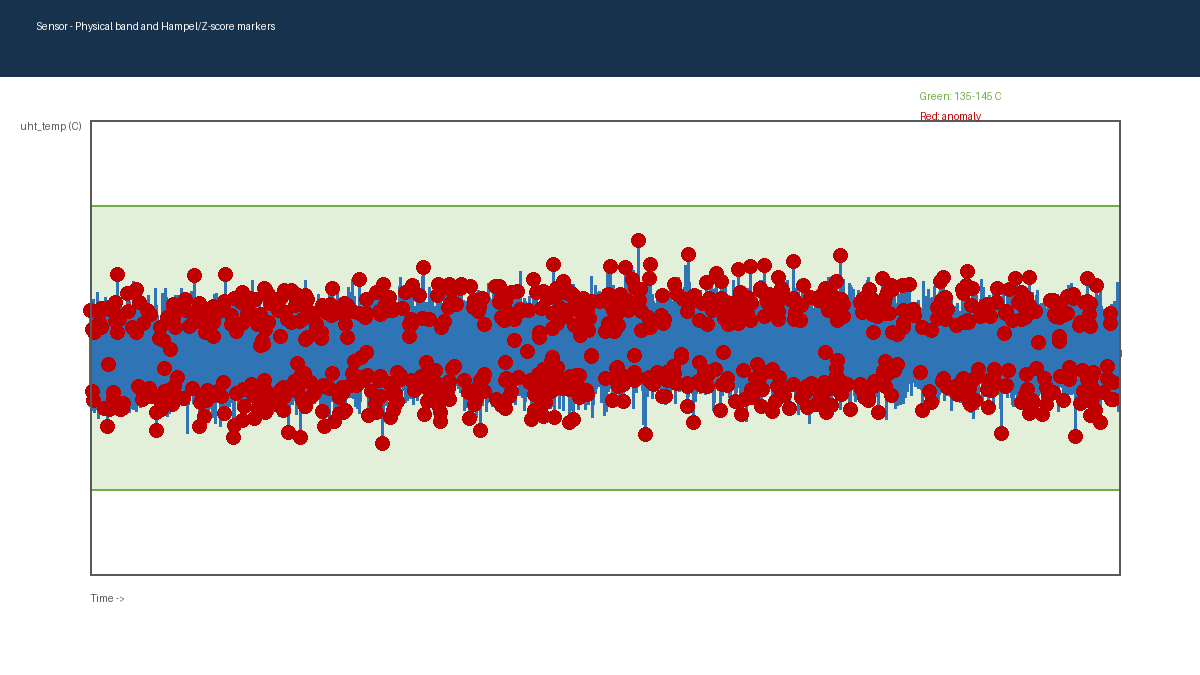 Sensor - Physical band and Hampel/Z-score markers
Green: 135-145 C
Red: anomaly
uht_temp (C)
Time ->